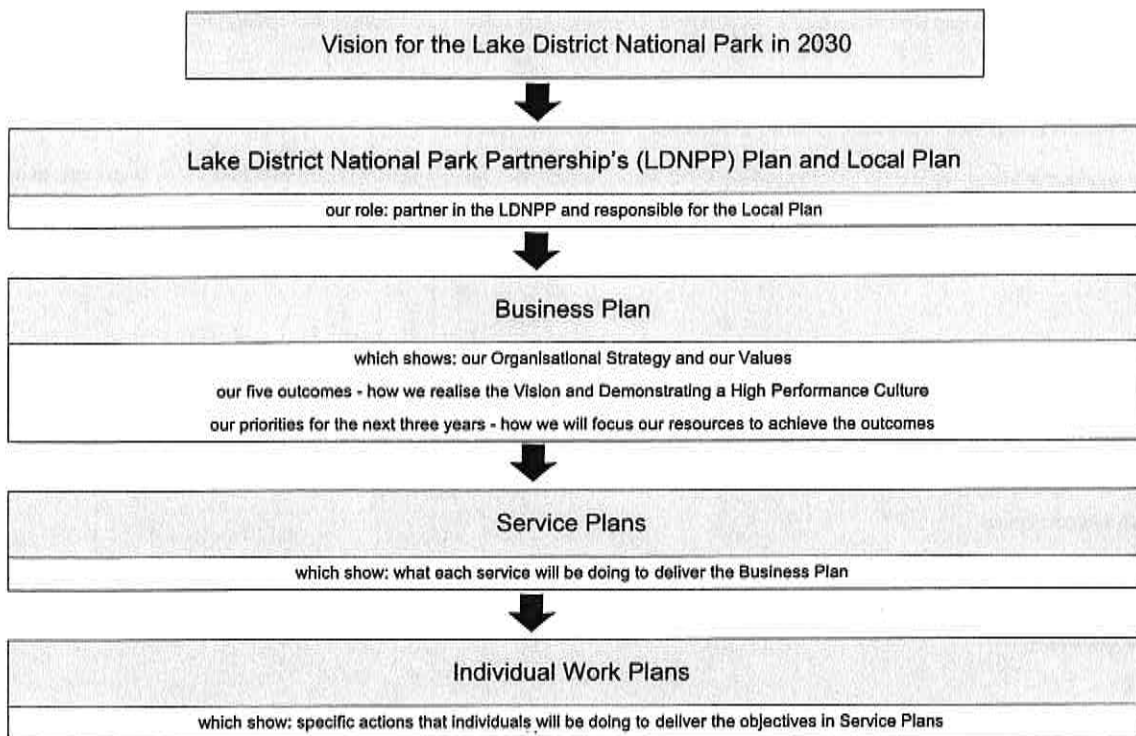 Vision for the Lake District National Park in 2030
Lake District National Park Partnership's (LDNPP) Plan and Local Plan
our role: partner in the LDNPP and responsible for the Local Plan
Business Plan
which shows: our Organisational Strategy and our Values
our five outcomes - how we realise the Vision and Demonstrating a High Performance Culture
our priorities for the next three years - how we will focus our resources to achieve the outcomes
Service Plans
which show: what each service will be doing to deliver the Business Plan
Individual Work Plans
which show: specific actions that individuals will be doing to deliver the objectives in Service Plans